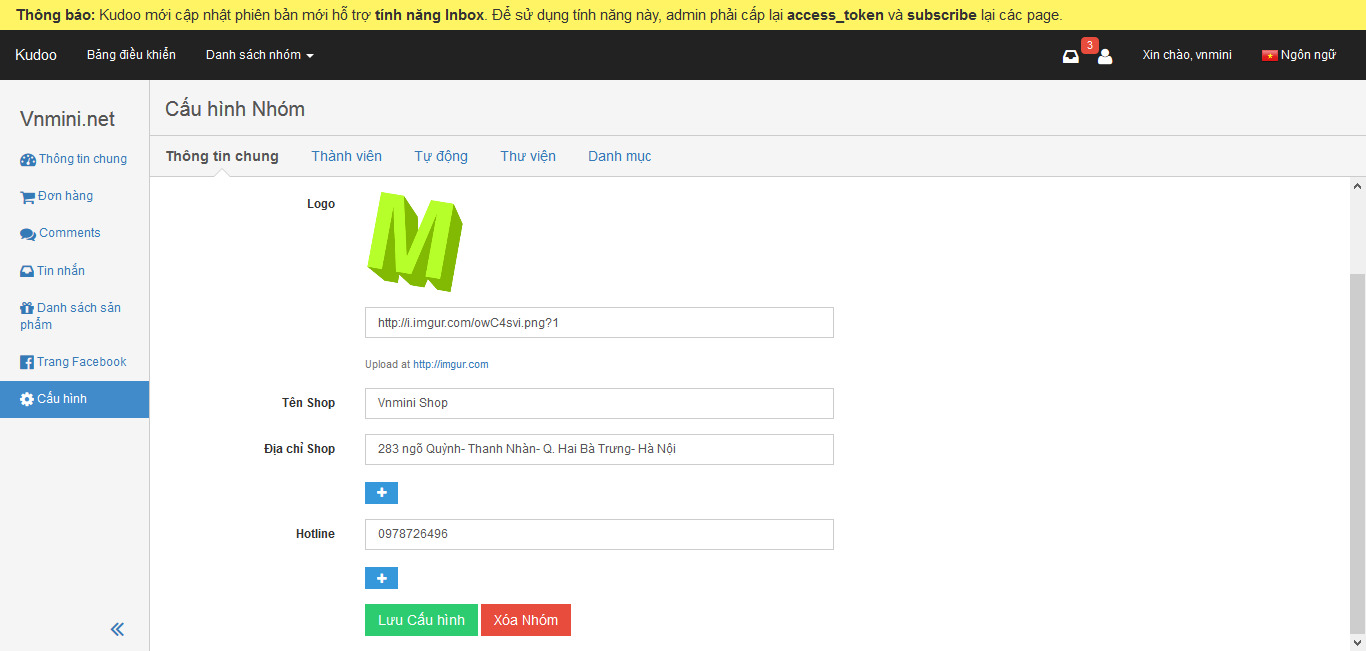 Thông báo: Kudoo mới cập nhật phiên bản mới hỗ trợ tính năng Inbox. Để sử dụng tính năng này, admin phải cấp lại access_token và subscribe lại các page.
Kudoo Bảng điều khiển Danh sách nhóm 3 Xin chào, vnmini Ngôn ngữ
Vnmini.net
Thông tin chung
Đơn hàng
Comments
Tin nhắn
Danh sách sản
phẩm
Trang Facebook
Cấu hình
Cấu hình Nhóm
Thông tin chung Thành viên Tự động Thư viện Danh mục
Logo
M
http://i.imgur.com/owC4svi.png?1
Upload at http://imgur.com
Tên Shop Vnmini Shop
Địa chỉ Shop 283 ngõ Quỳnh- Thanh Nhàn- Q. Hai Bà Trưng- Hà Nội
Hotline 0978726496
Lưu Cấu hình Xóa Nhóm